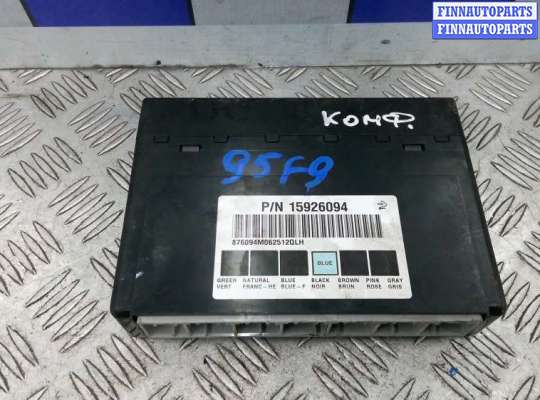 FINNAUTOPARTS
FINNAUTOPARTS
КОМФ.
95F9
P/N 15926094
876094M062512QLH
BLUE
GREEN NATURAL BLUE BLACK BROWN PINK GRAY
VERT FRANC-HE BLUE-F NOIR BRUN ROSE GRIS